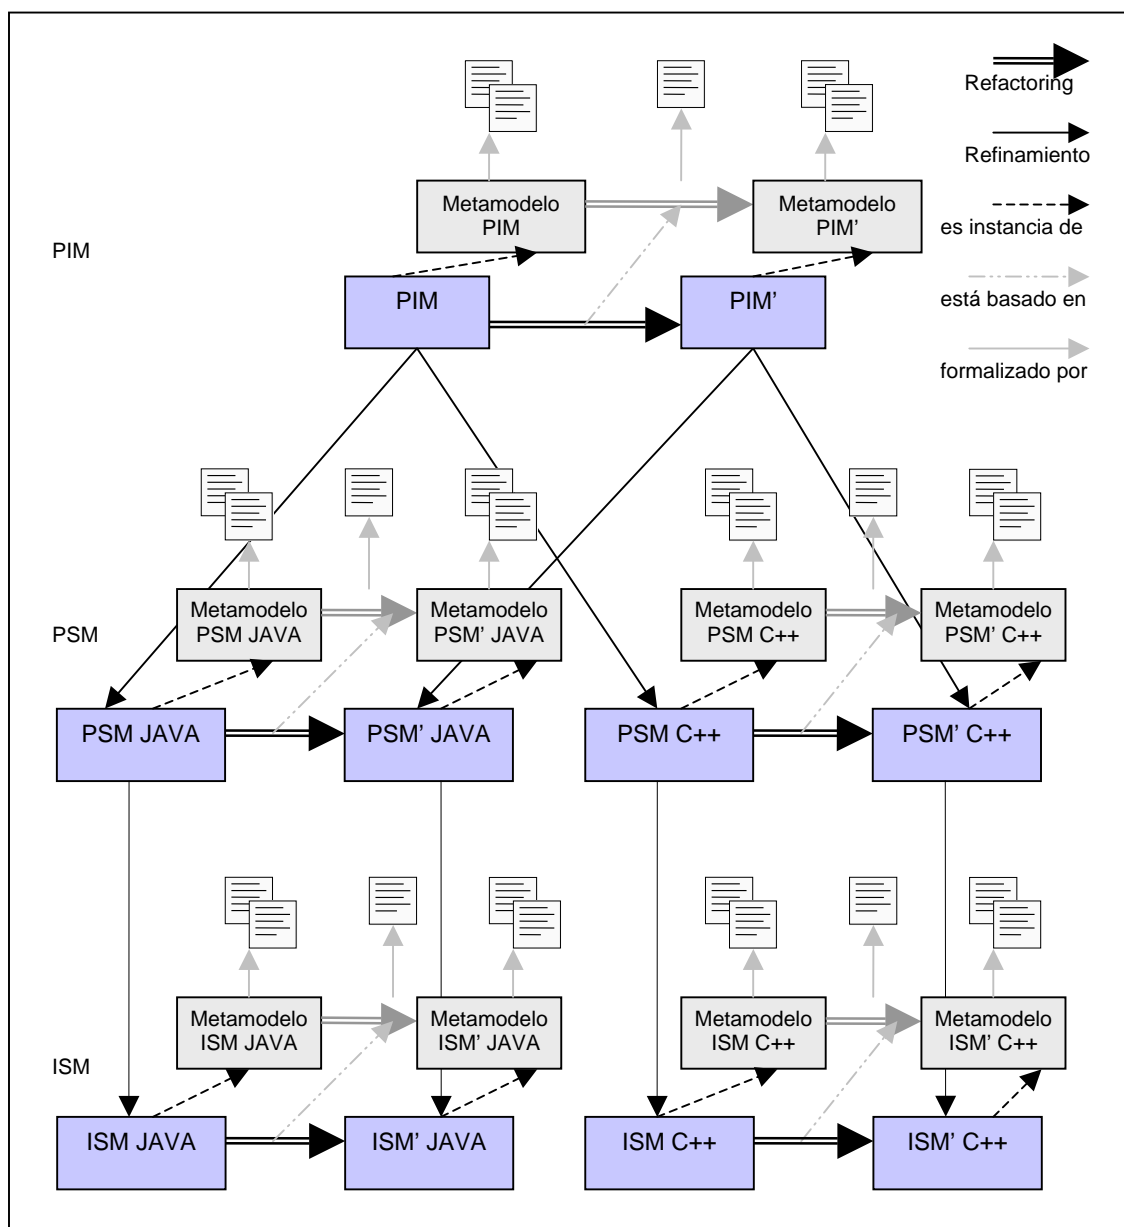 Refactoring
Refinamiento
es instancia de
está basado en
formalizado por
PIM
Metamodelo
PIM
Metamodelo
PIM’
PIM
PIM’
PSM
Metamodelo
PSM JAVA
Metamodelo
PSM’ JAVA
Metamodelo
PSM C++
Metamodelo
PSM’ C++
PSM JAVA
PSM’ JAVA
PSM C++
PSM’ C++
ISM
Metamodelo
ISM JAVA
Metamodelo
ISM’ JAVA
Metamodelo
ISM C++
Metamodelo
ISM’ C++
ISM JAVA
ISM’ JAVA
ISM C++
ISM’ C++